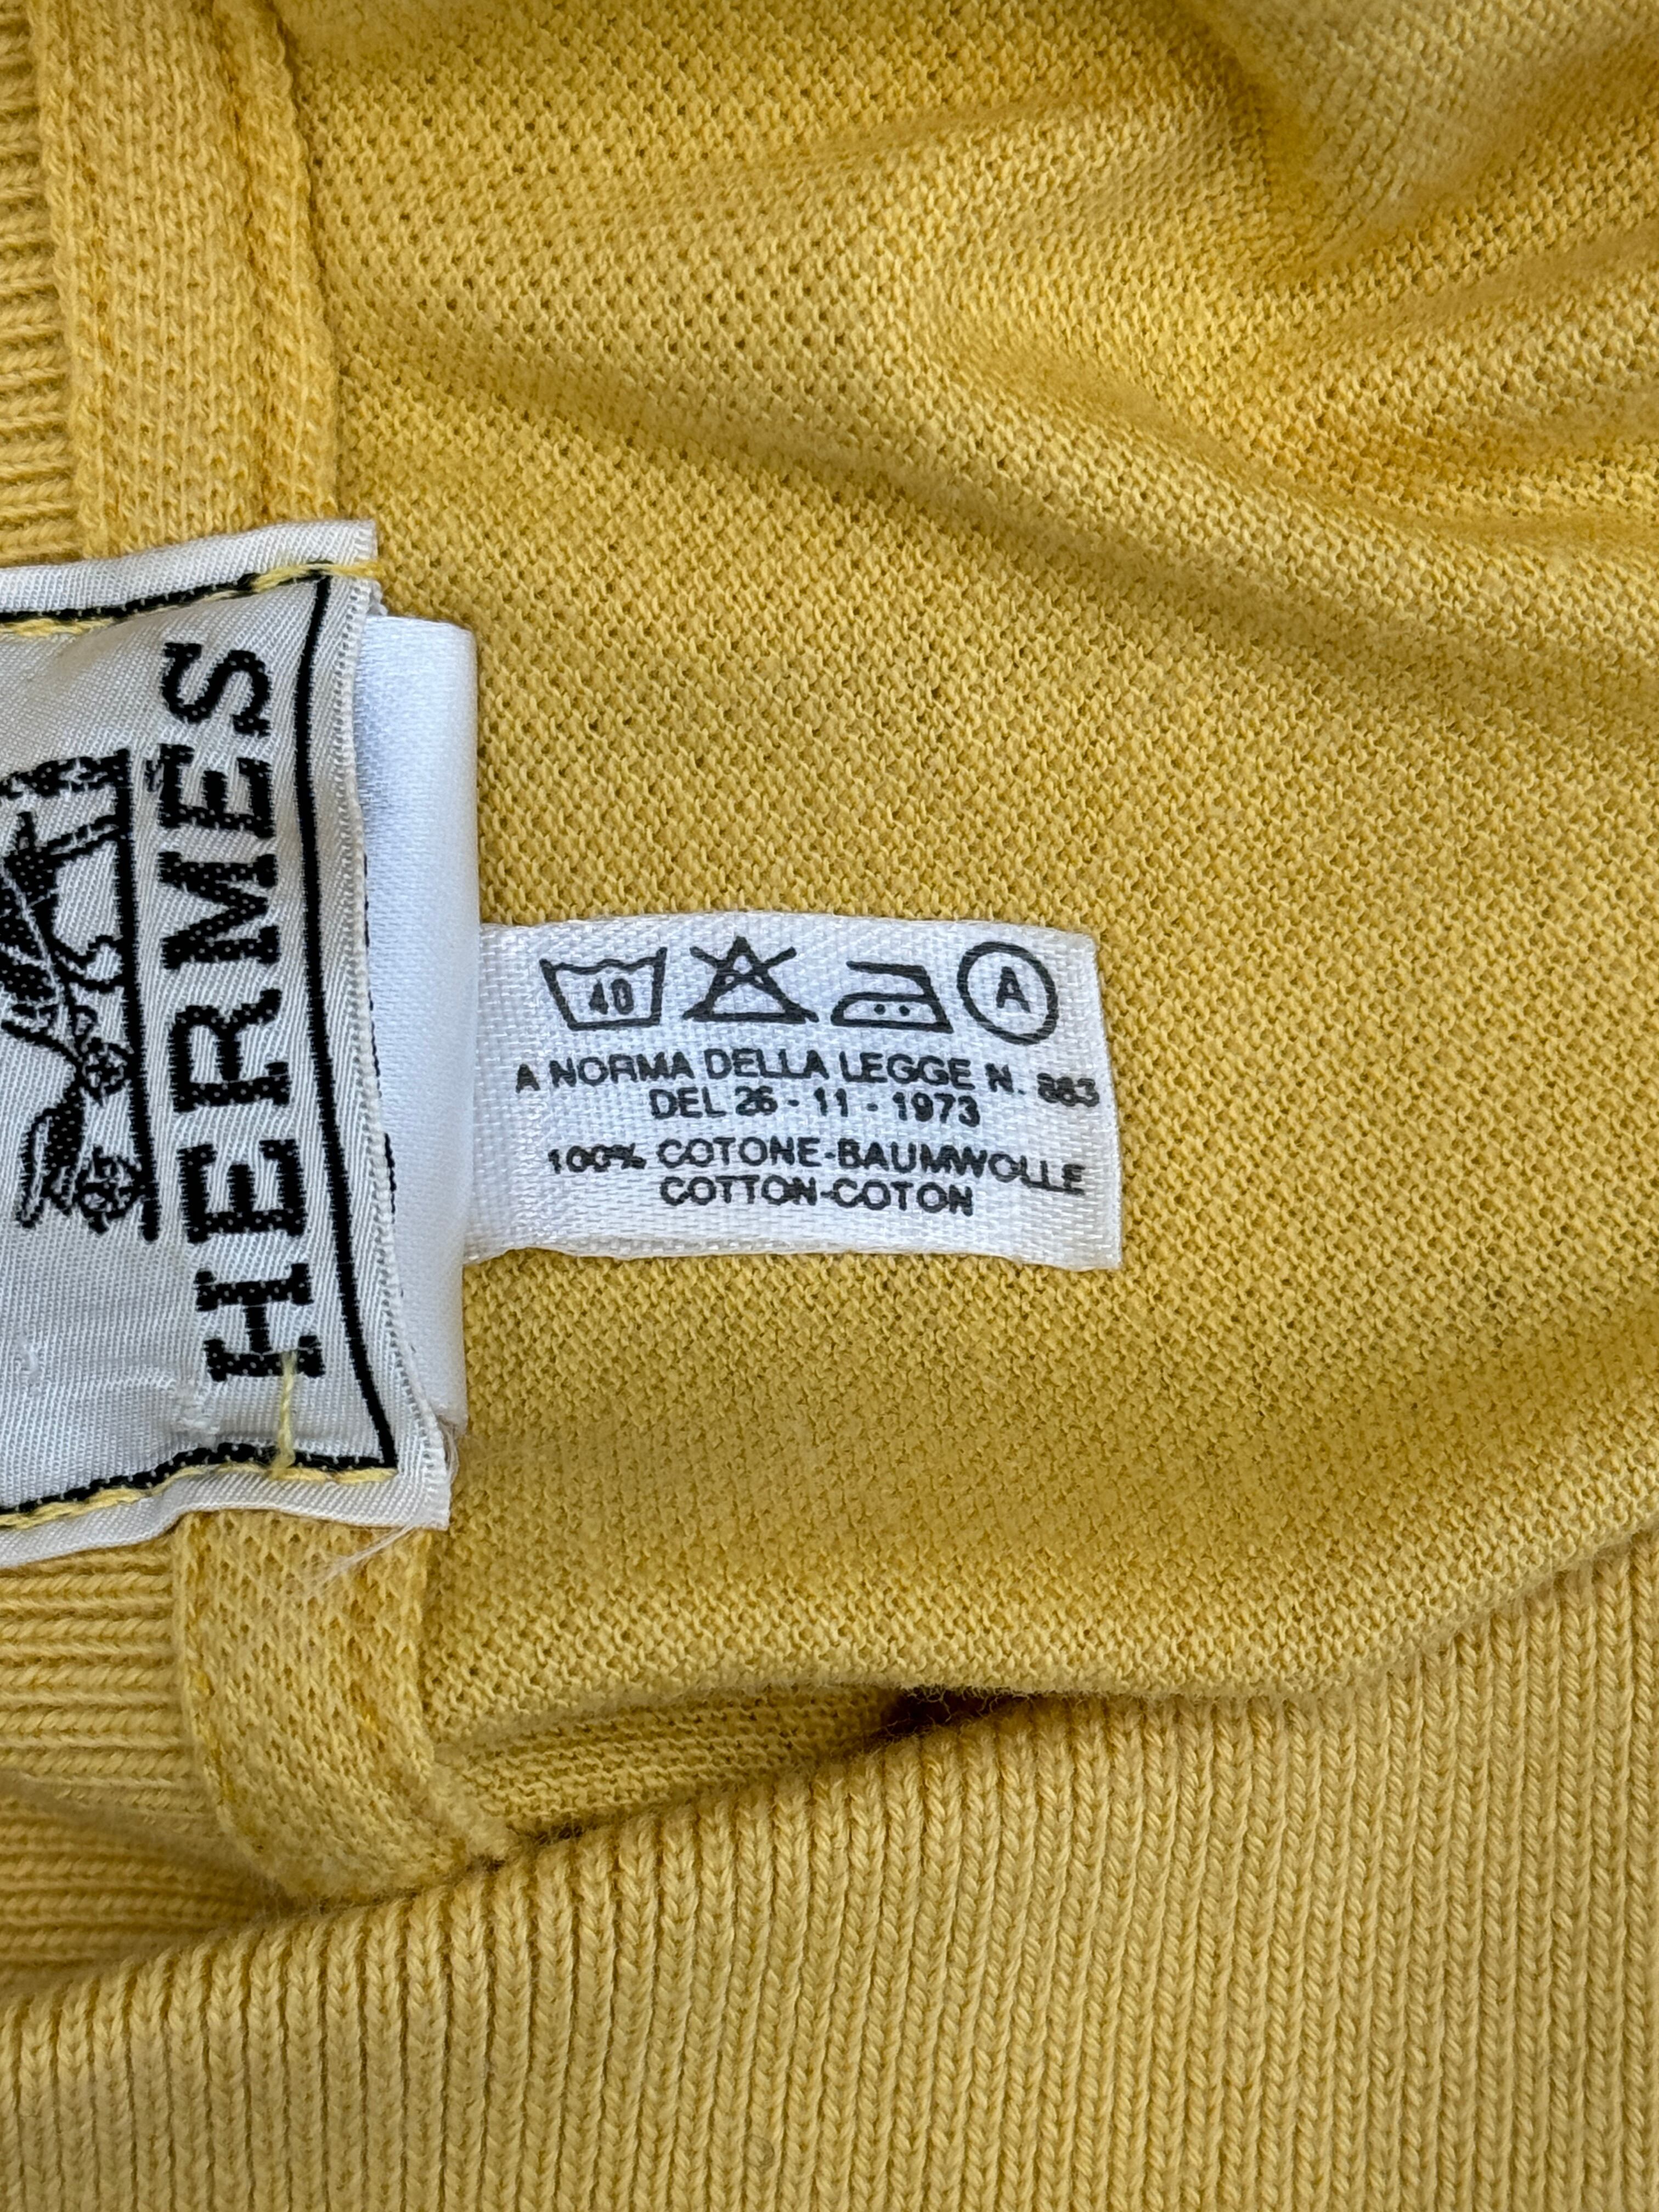 HERMÈS
40
A
A NORMA DELLA LEGGE N. 883
DEL 26 - 11 - 1973
100% COTONE-BAUMWOLLE
COTTON-COTON